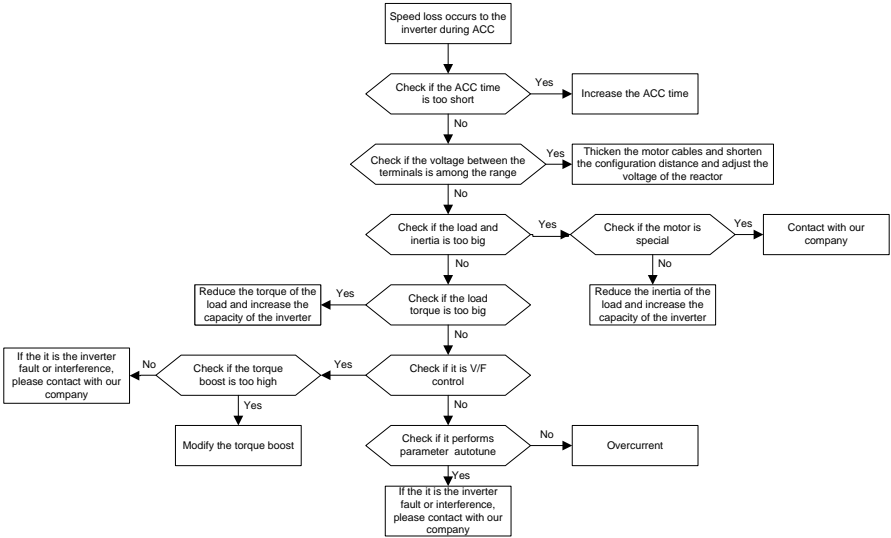 Speed loss occurs to the
inverter during ACC
Check if the ACC time
is too short
Yes
Increase the ACC time
No
Check if the voltage between the
terminals is among the range
Yes
Thicken the motor cables and shorten
the configuration distance and adjust the
voltage of the reactor
No
Check if the load and
inertia is too big
Yes
Check if the motor is
special
Yes
Contact with our
company
No
No
Reduce the torque of the
load and increase the
capacity of the inverter
Yes
Check if the load
torque is too big
Reduce the inertia of the
load and increase the
capacity of the inverter
No
If the it is the inverter
fault or interference,
please contact with our
company
No
Check if the torque
boost is too high
Yes
Check if it is V/F
control
Yes
No
Modify the torque boost
Check if it performs
parameter autotune
No
Overcurrent
Yes
If the it is the inverter
fault or interference,
please contact with our
company